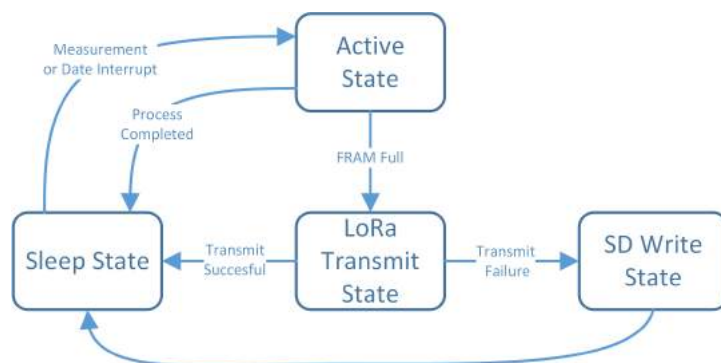 Measurement
or Date Interrupt
Active
State
Process
Completed
FRAM Full
Sleep State
Transmit
Succesful
LoRa
Transmit
State
Transmit
Failure
SD Write
State